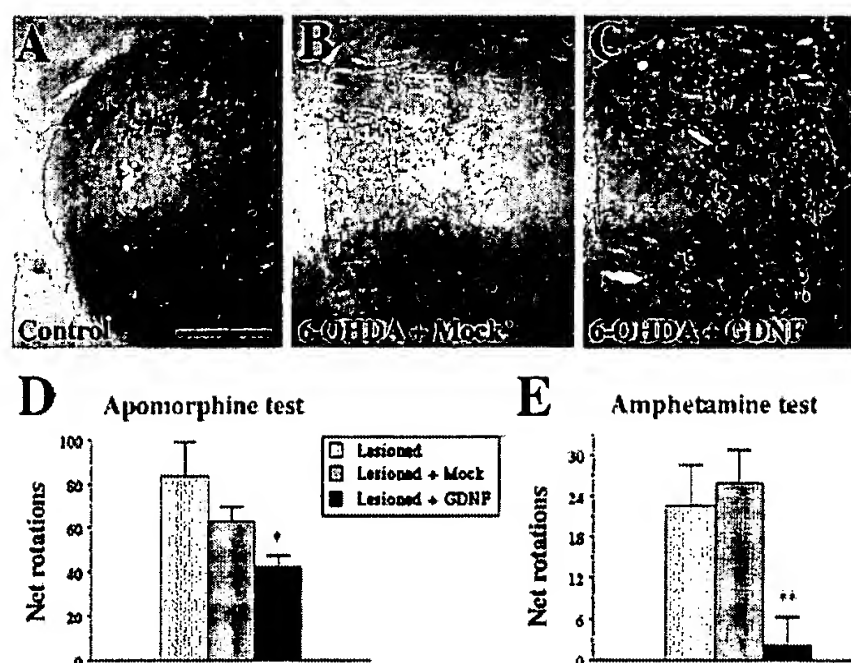 A B C
Control 6-OHDA + Mock 6-OHDA + GDNF
D Apomorphine test
Net rotations
100
80
60
40
20
0
*
Lesioned
Lesioned + Mock
Lesioned + GDNF
E Amphetamine test
Net rotations
30
24
18
12
6
0
**